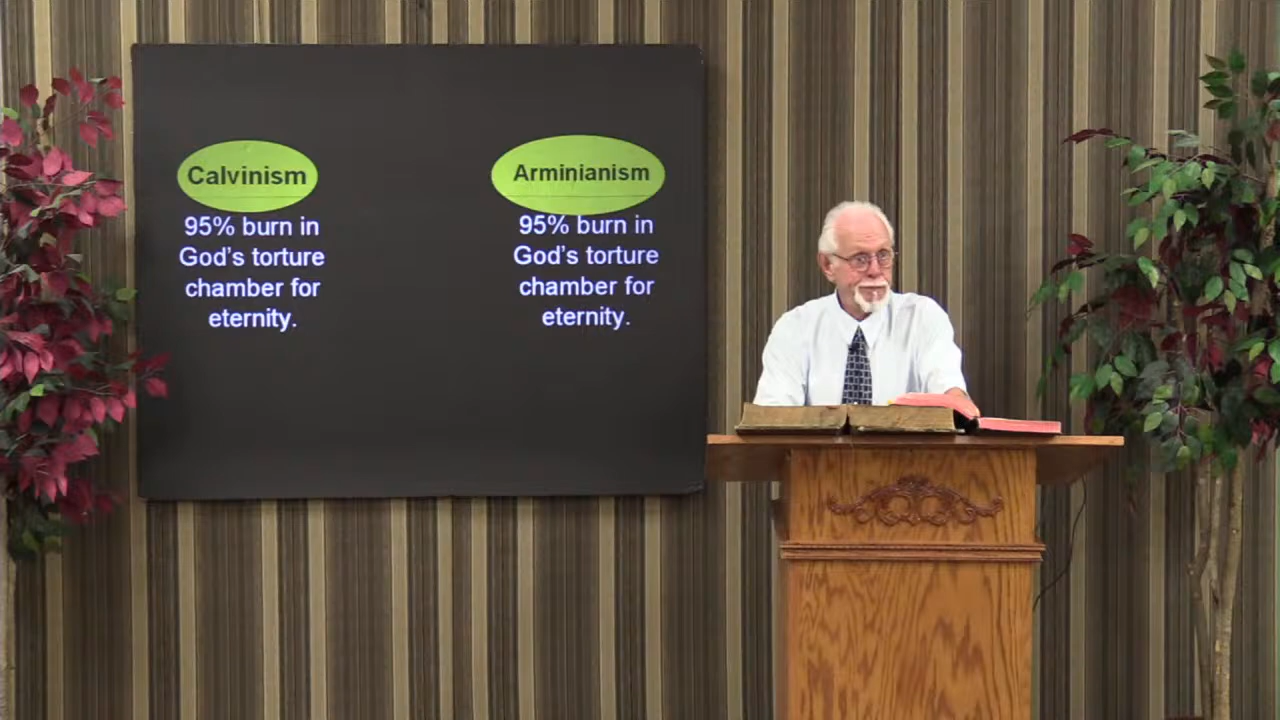 Calvinism
95% burn in
God's torture
chamber for
eternity.
Arminianism
95% burn in
God's torture
chamber for
eternity.